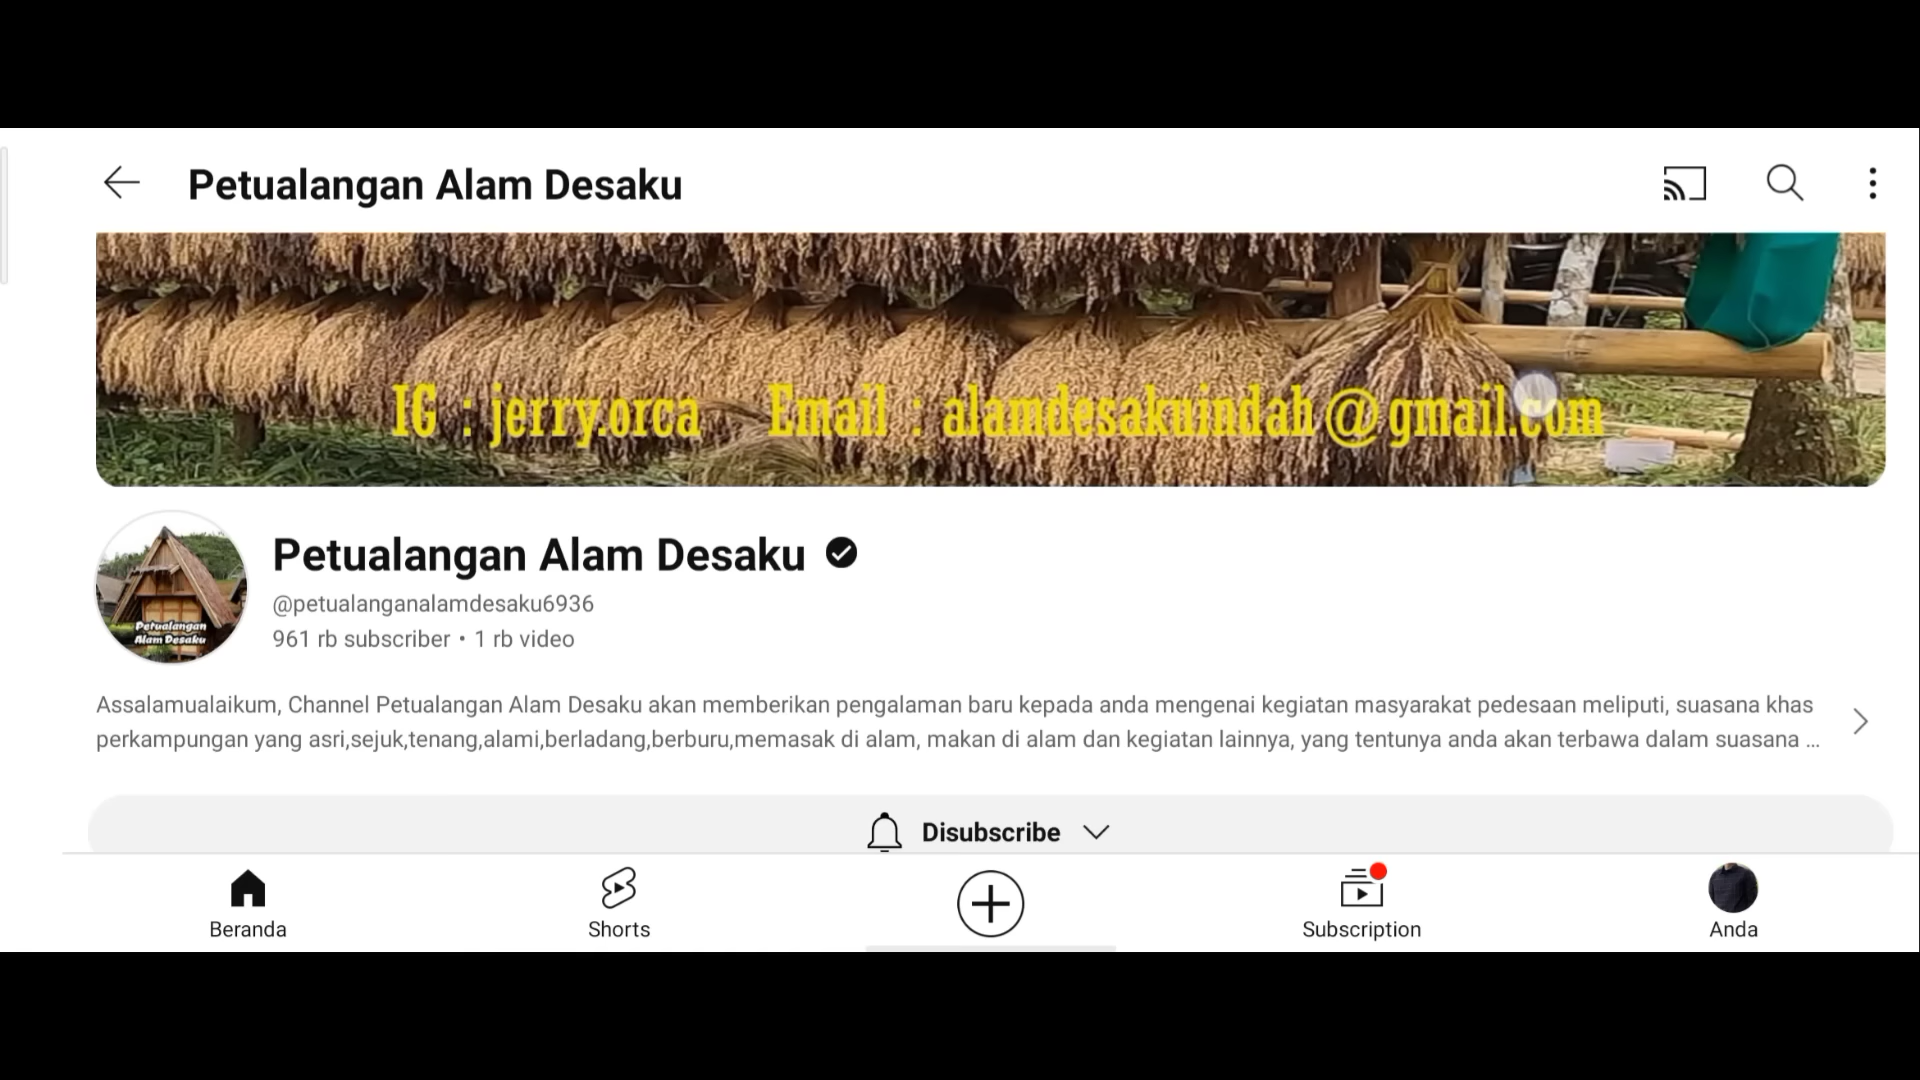 Petualangan Alam Desaku
IG : jerry.orca Email : alamdesakuindah@gmail.com
Petualangan Alam Desaku
@petualanganalamdesaku6936
961 rb subscriber • 1 rb video
Petualangan
Alam Desaku
Assalamualaikum, Channel Petualangan Alam Desaku akan memberikan pengalaman baru kepada anda mengenai kegiatan masyarakat pedesaan meliputi, suasana khas
perkampungan yang asri,sejuk,tenang,alami,berladang,berburu,memasak di alam, makan di alam dan kegiatan lainnya, yang tentunya anda akan terbawa dalam suasana ...
Disubscribe
Beranda Shorts Subscription Anda